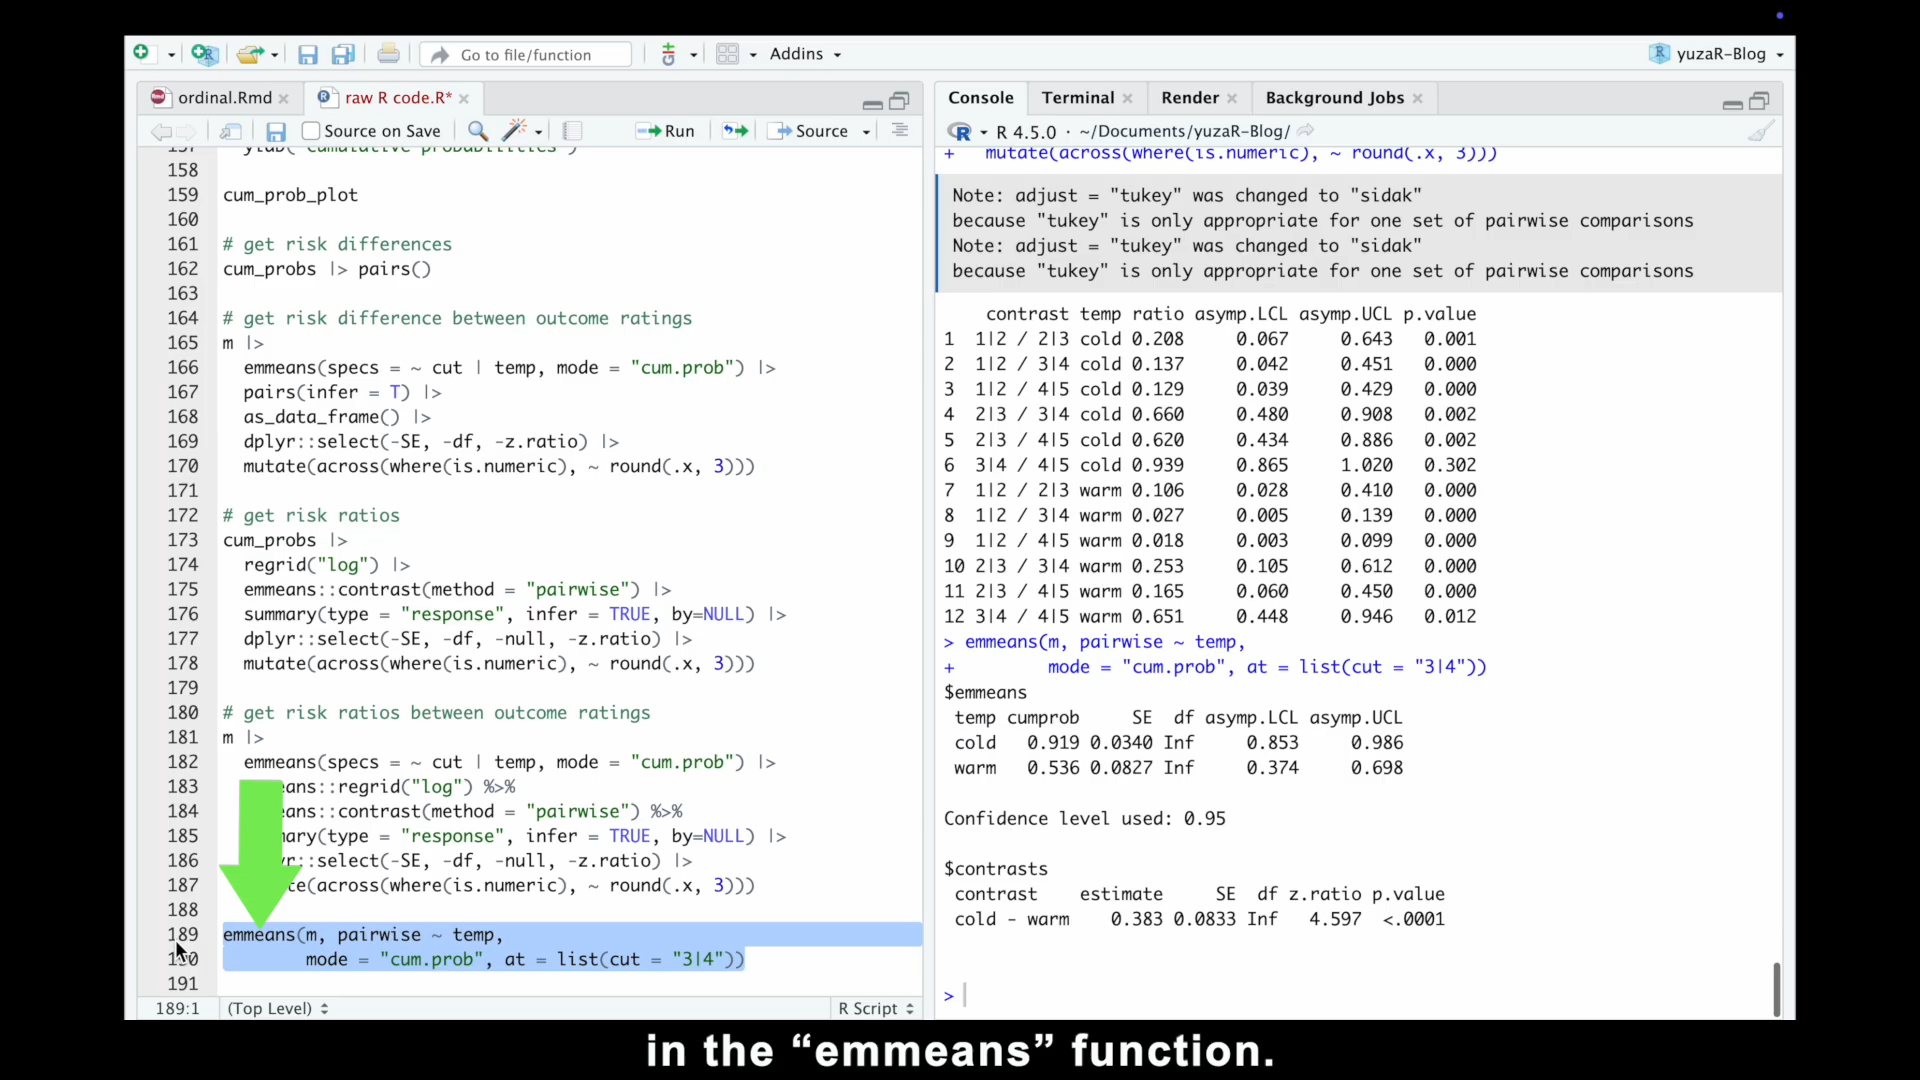 Go to file/function
Addins
yuzaR-Blog
ordinal.Rmd
raw R code.R*
Source on Save
Run
Source
158
159 cum_prob_plot
160
161 # get risk differences
162 cum_probs |> pairs()
163
164 # get risk difference between outcome ratings
165 m |>
166 emmeans(specs = ~ cut | temp, mode = "cum.prob") |>
167 pairs(infer = T) |>
168 as_data_frame() |>
169 dplyr::select(-SE, -df, -z.ratio) |>
170 mutate(across(where(is.numeric), ~ round(.x, 3)))
171
172 # get risk ratios
173 cum_probs |>
174 regrid("log") |>
175 emmeans::contrast(method = "pairwise") |>
176 summary(type = "response", infer = TRUE, by=NULL) |>
177 dplyr::select(-SE, -df, -null, -z.ratio) |>
178 mutate(across(where(is.numeric), ~ round(.x, 3)))
179
180 # get risk ratios between outcome ratings
181 m |>
182 emmeans(specs = ~ cut | temp, mode = "cum.prob") |>
183 eans::regrid("log") %>%
184 eans::contrast(method = "pairwise") %>%
185 mary(type = "response", infer = TRUE, by=NULL) |>
186 yr::select(-SE, -df, -null, -z.ratio) |>
187 te(across(where(is.numeric), ~ round(.x, 3)))
188
189 emmeans(m, pairwise ~ temp,
190 mode = "cum.prob", at = list(cut = "3|4"))
191
189:1 (Top Level) R Script
Console Terminal Render Background Jobs
R 4.5.0 · ~/Documents/yuzaR-Blog/
+ mutate(across(where(is.numeric), ~ round(.x, 3)))
Note: adjust = "tukey" was changed to "sidak"
because "tukey" is only appropriate for one set of pairwise comparisons
Note: adjust = "tukey" was changed to "sidak"
because "tukey" is only appropriate for one set of pairwise comparisons
contrast temp ratio asymp.LCL asymp.UCL p.value
1 1|2 / 2|3 cold 0.208 0.067 0.643 0.001
2 1|2 / 3|4 cold 0.137 0.042 0.451 0.000
3 1|2 / 4|5 cold 0.129 0.039 0.429 0.000
4 2|3 / 3|4 cold 0.660 0.480 0.908 0.002
5 2|3 / 4|5 cold 0.620 0.434 0.886 0.002
6 3|4 / 4|5 cold 0.939 0.865 1.020 0.302
7 1|2 / 2|3 warm 0.106 0.028 0.410 0.000
8 1|2 / 3|4 warm 0.027 0.005 0.139 0.000
9 1|2 / 4|5 warm 0.018 0.003 0.099 0.000
10 2|3 / 3|4 warm 0.253 0.105 0.612 0.000
11 2|3 / 4|5 warm 0.165 0.060 0.450 0.000
12 3|4 / 4|5 warm 0.651 0.448 0.946 0.012
> emmeans(m, pairwise ~ temp,
+ mode = "cum.prob", at = list(cut = "3|4"))
$emmeans
temp cumprob SE df asymp.LCL asymp.UCL
cold 0.919 0.0340 Inf 0.853 0.986
warm 0.536 0.0827 Inf 0.374 0.698
Confidence level used: 0.95
$contrasts
contrast estimate SE df z.ratio p.value
cold - warm 0.383 0.0833 Inf 4.597 <.0001
>
in the “emmeans” function.